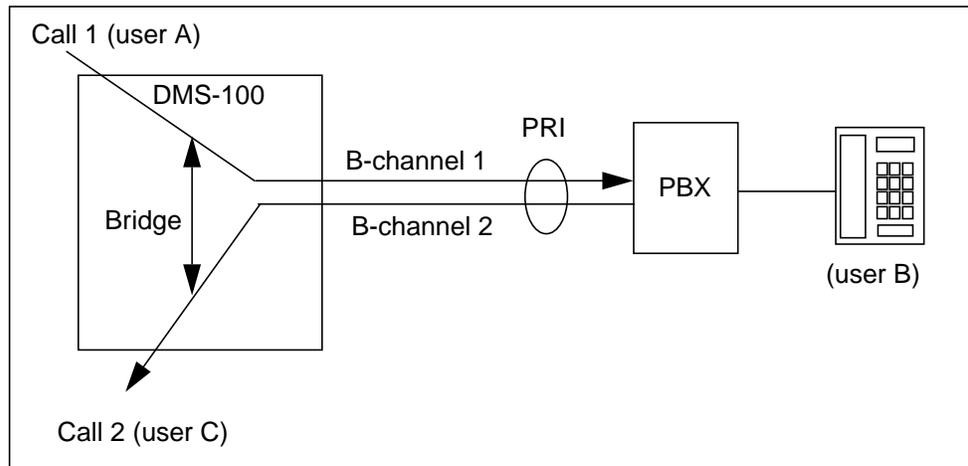 Call 1 (user A)
DMS-100
PRI
B-channel 1
PBX
Bridge
B-channel 2
(user B)
Call 2 (user C)